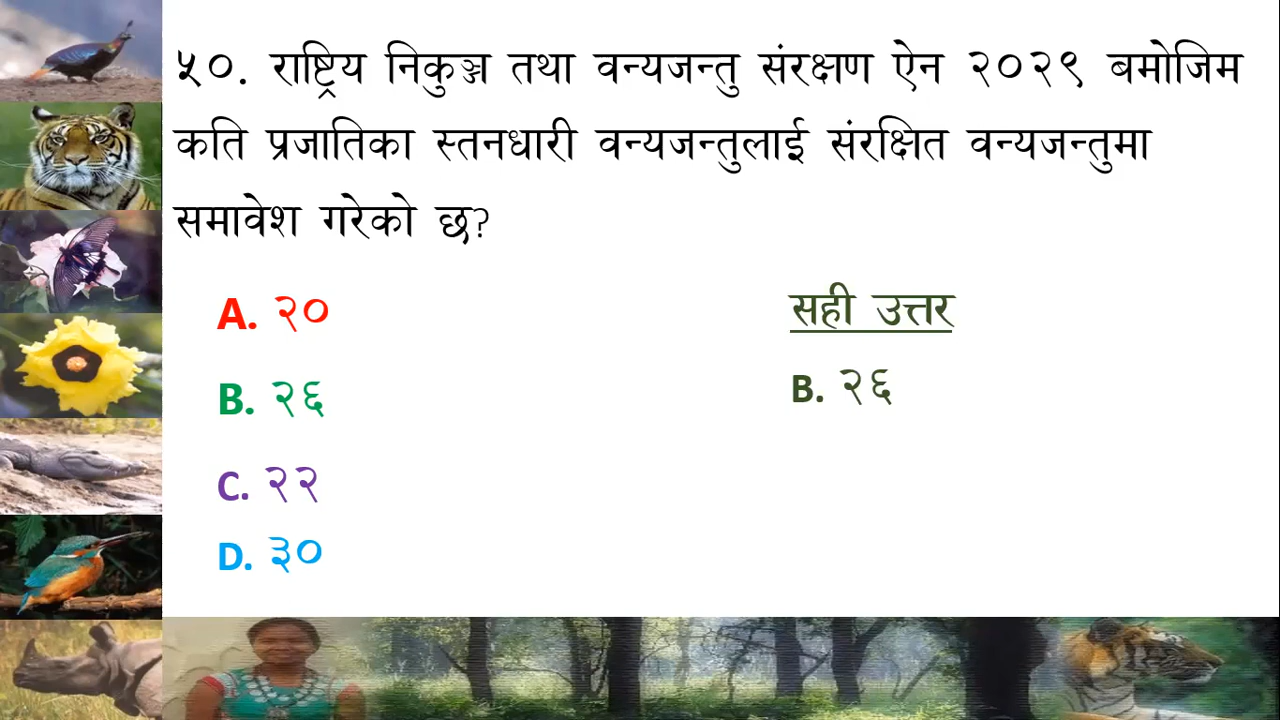 ५०. राष्ट्रिय निकुञ्ज तथा वन्यजन्तु संरक्षण ऐन २०२९ बमोजिम
कति प्रजातिका स्तनधारी वन्यजन्तुलाई संरक्षित वन्यजन्तुमा
समावेश गरेको छ?
A. २०
B. २६
C. २२
D. ३०
सही उत्तर
B. २६